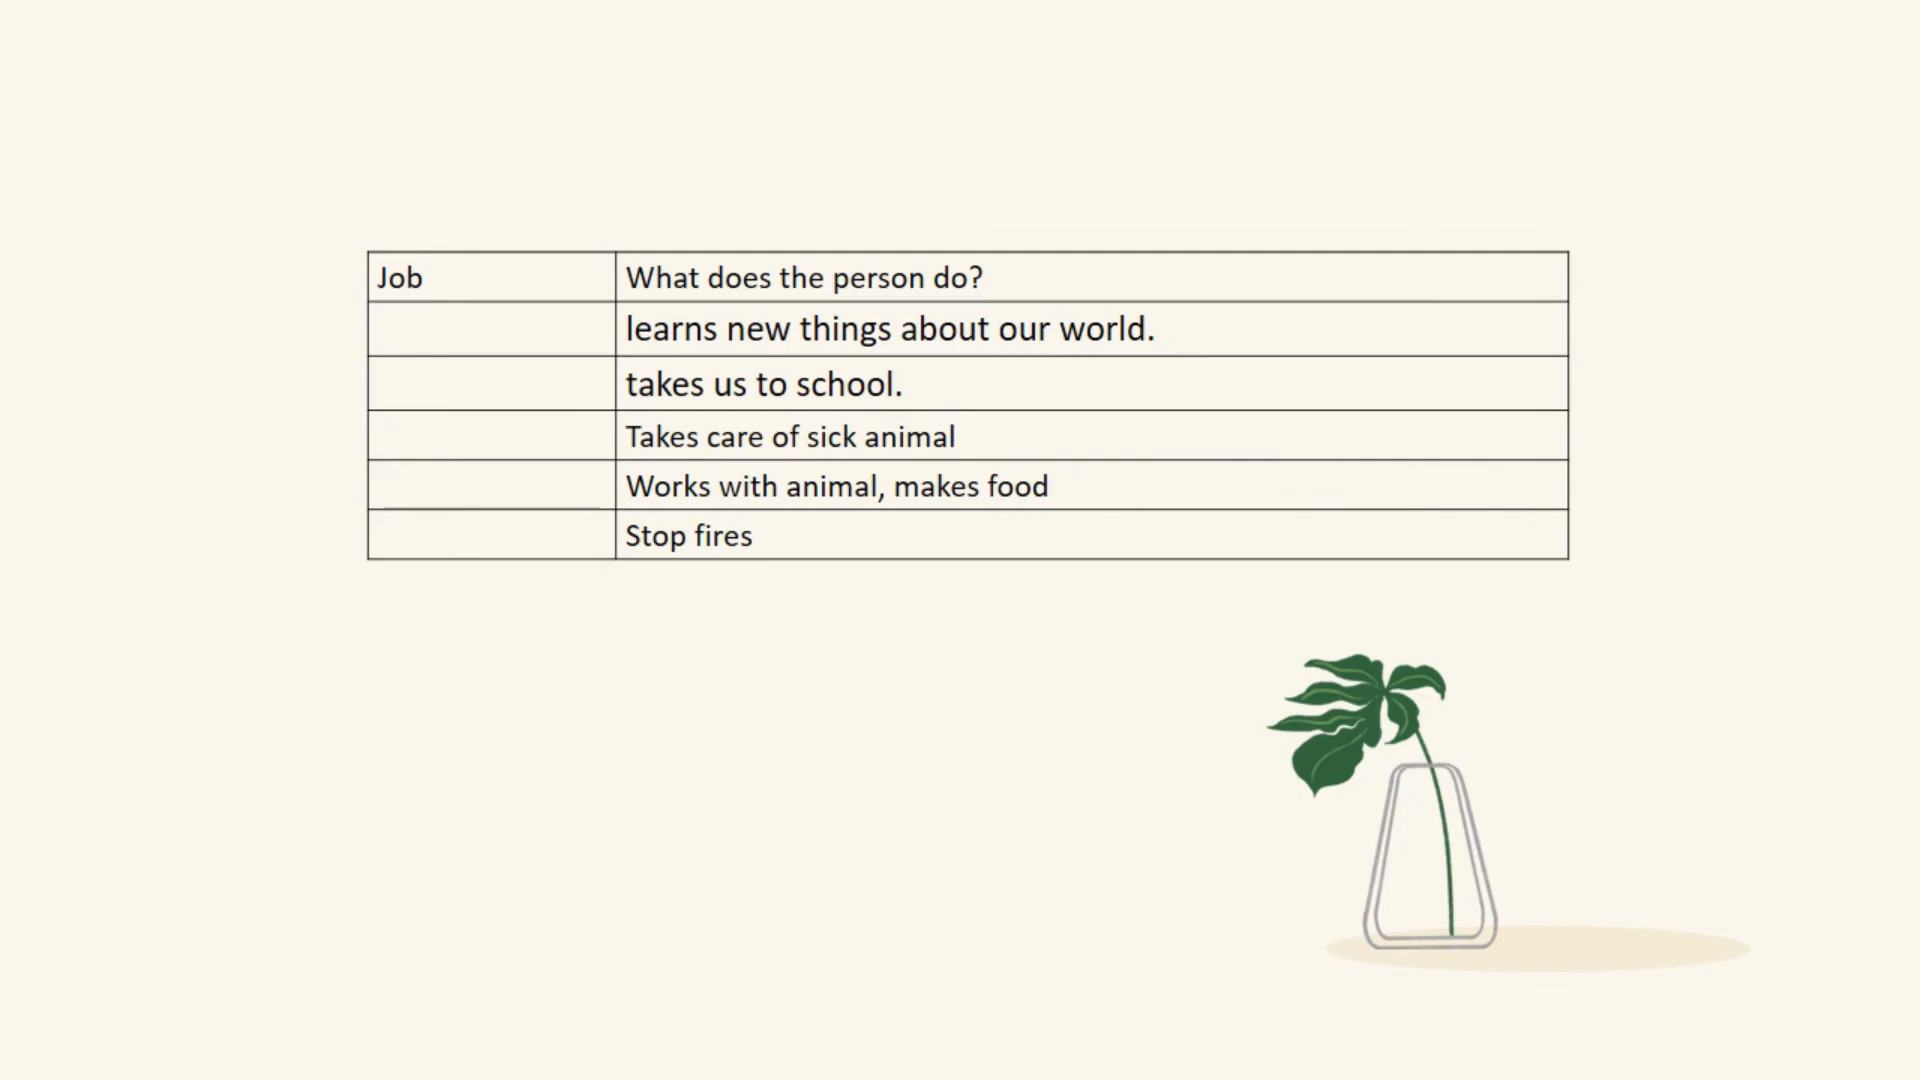 Job
What does the person do?
learns new things about our world.
takes us to school.
Takes care of sick animal
Works with animal, makes food
Stop fires